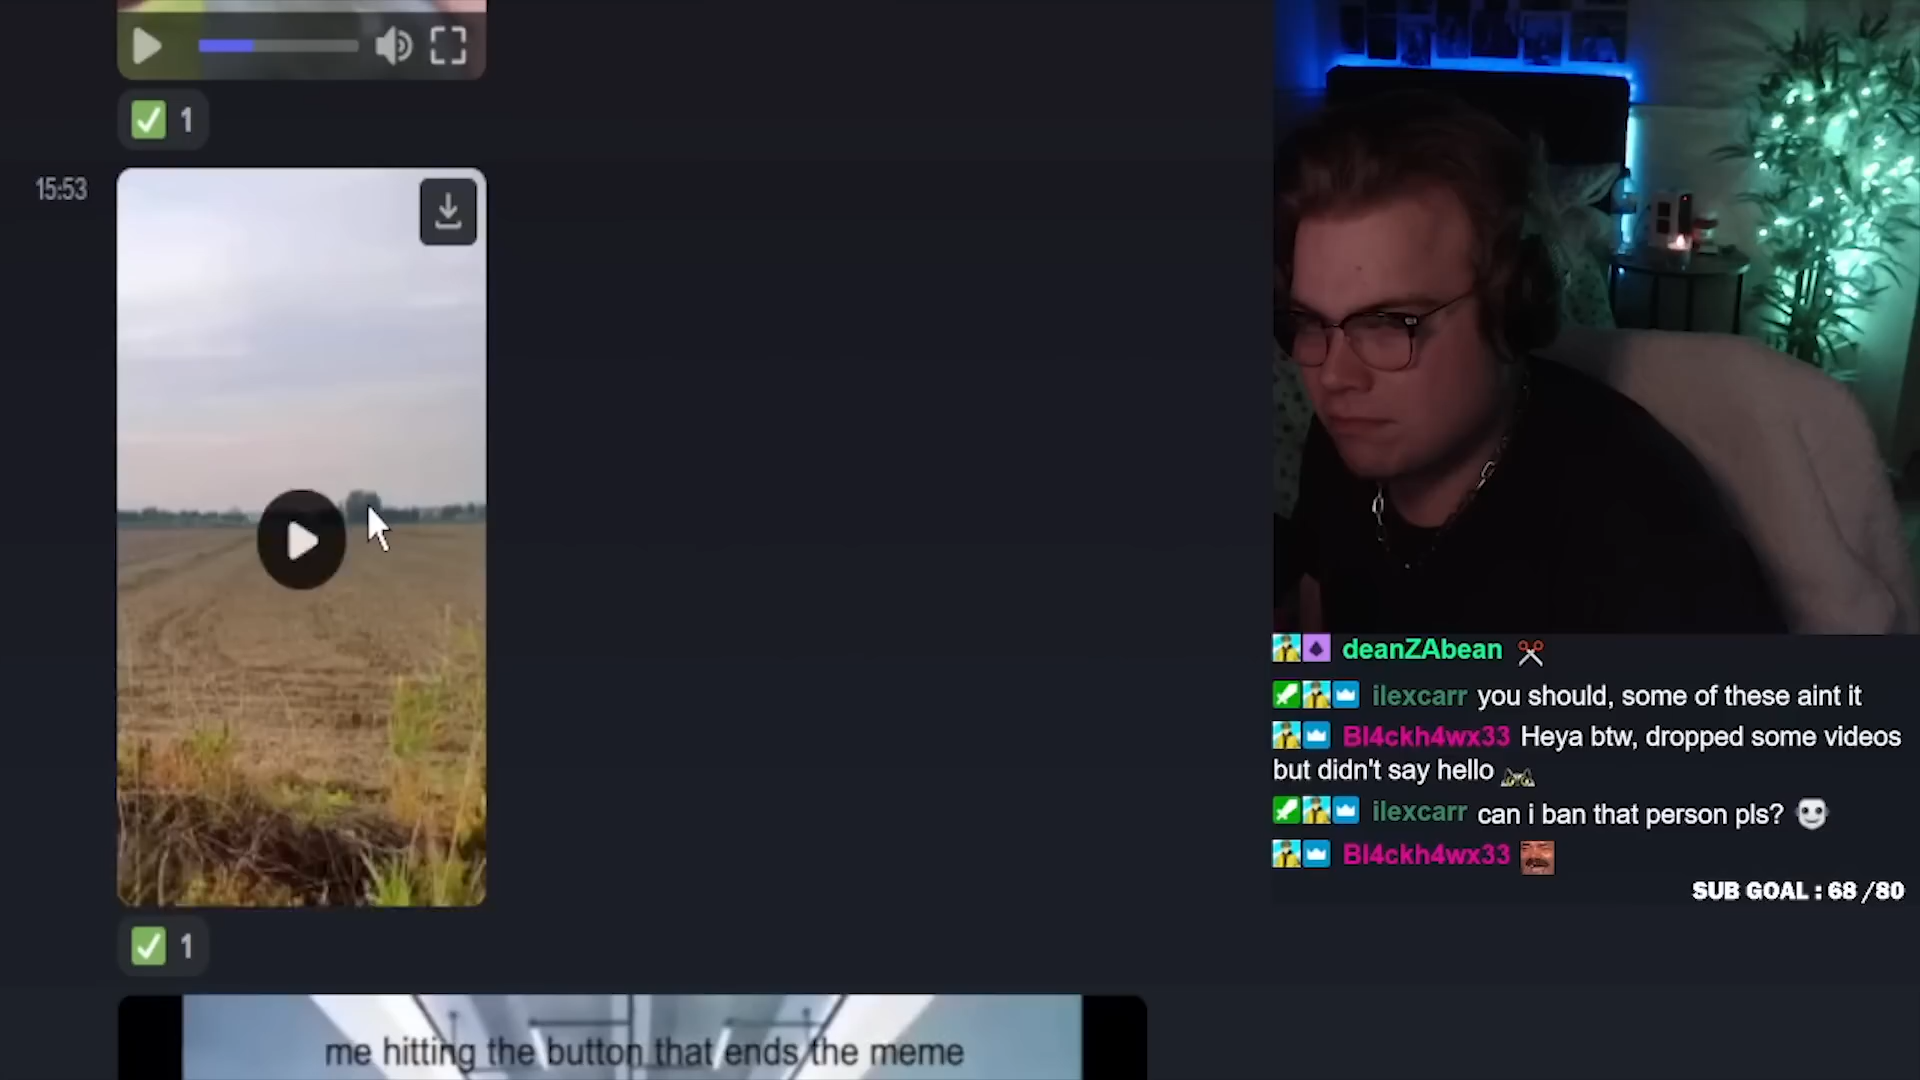 1
15:53
1
me hitting the button that ends the meme
deanZAbean
ilexcarr you should, some of these aint it
Bl4ckh4wx33 Heya btw, dropped some videos
but didn't say hello
ilexcarr can i ban that person pls?
Bl4ckh4wx33
SUB GOAL : 68 /80